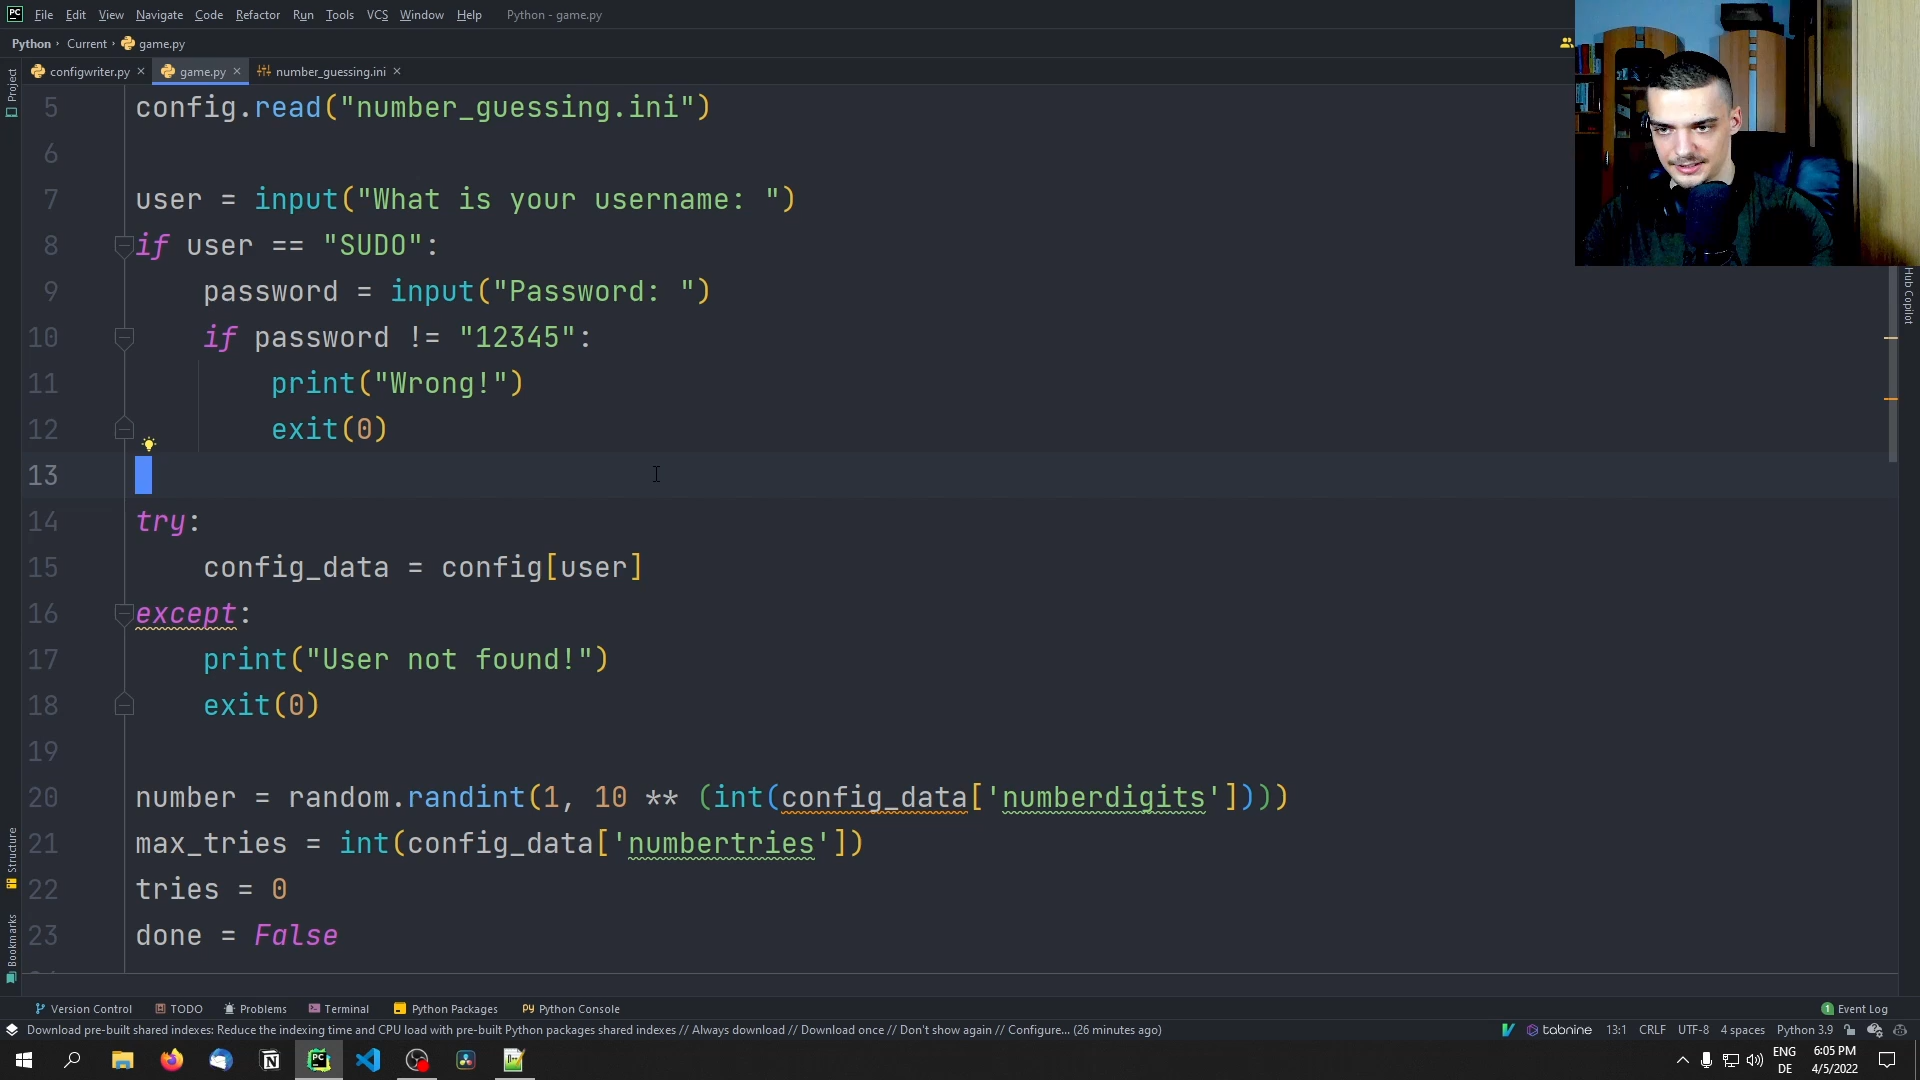 PC File Edit View Navigate Code Refactor Run Tools VCS Window Help Python - game.py
Python › Current › game.py
configwriter.py × game.py × number_guessing.ini ×
Project
5 config.read("number_guessing.ini")
6
7 user = input("What is your username: ")
8 if user == "SUDO":
9 password = input("Password: ")
10 if password != "12345":
11 print("Wrong!")
12 exit(0)
13
14 try:
15 config_data = config[user]
16 except:
17 print("User not found!")
18 exit(0)
19
20 number = random.randint(1, 10 ** (int(config_data['numberdigits'])))
21 max_tries = int(config_data['numbertries'])
22 tries = 0
23 done = False
Hub Copilot
Structure
Bookmarks
Version Control TODO Problems Terminal Python Packages Python Console 1 Event Log
Download pre-built shared indexes: Reduce the indexing time and CPU load with pre-built Python packages shared indexes // Always download // Download once // Don't show again // Configure... (26 minutes ago) tabnine 13:1 CRLF UTF-8 4 spaces Python 3.9
ENG 6:05 PM
DE 4/5/2022